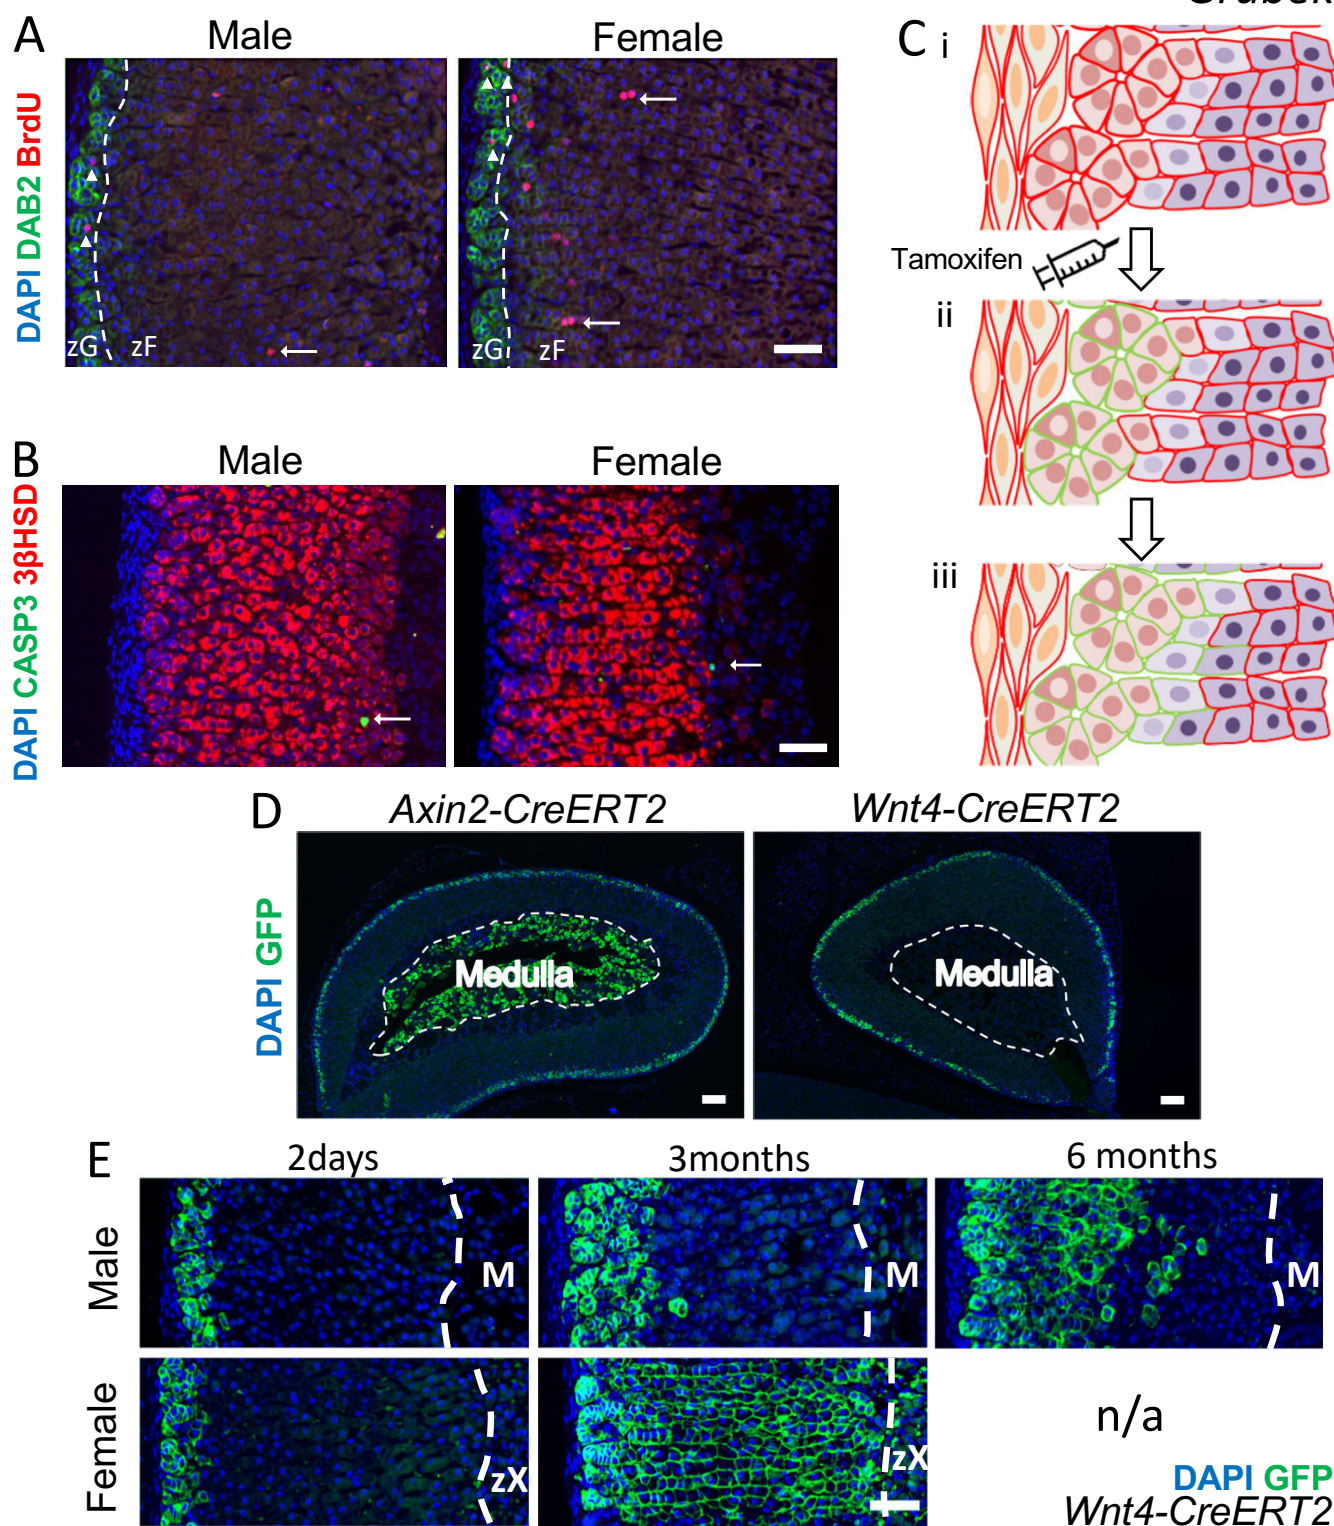 A
Male
Female
DAPI DAB2 BrdU
zG
zF
zG
zF
B
Male
Female
DAPI CASP3 3βHSD
C
i
Tamoxifen
ii
iii
D
Axin2-CreERT2
Wnt4-CreERT2
DAPI GFP
Medulla
Medulla
E
2days
3months
6 months
Male
M
M
M
Female
zX
zX
n/a
DAPI GFP
Wnt4-CreERT2